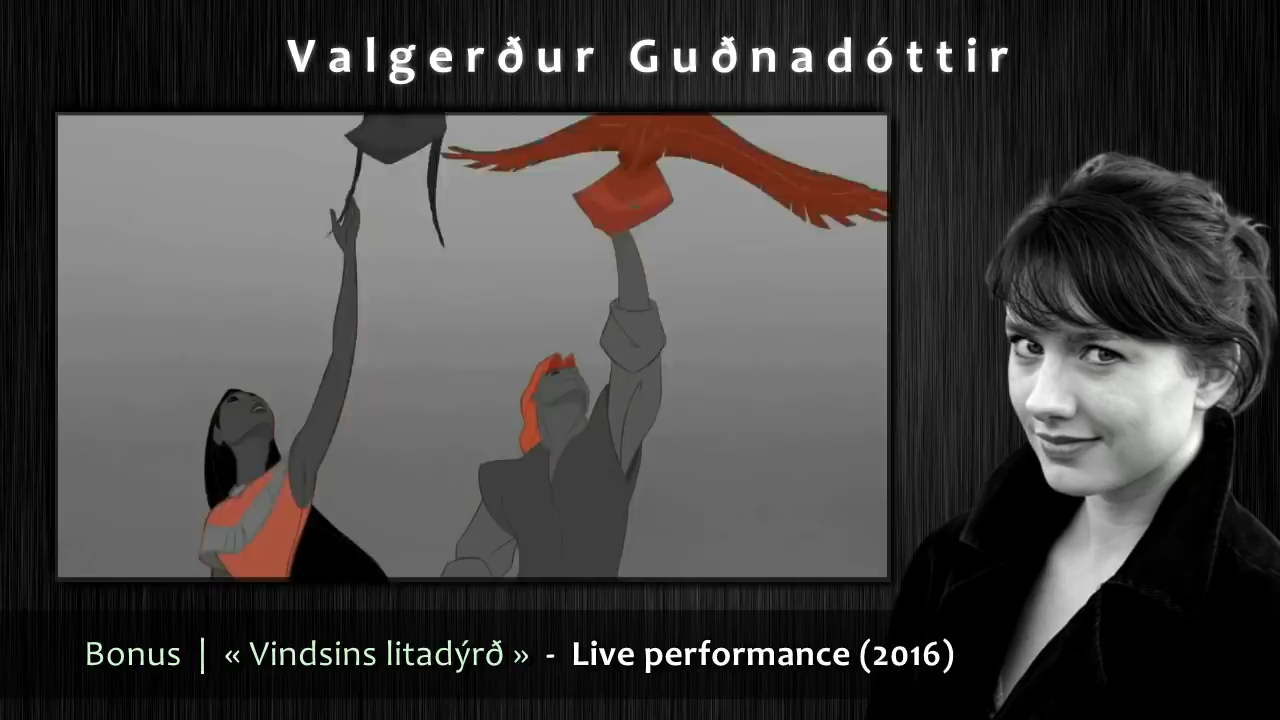 Valgerður Guðnadóttir
Bonus | « Vindsins litadýrð » - Live performance (2016)